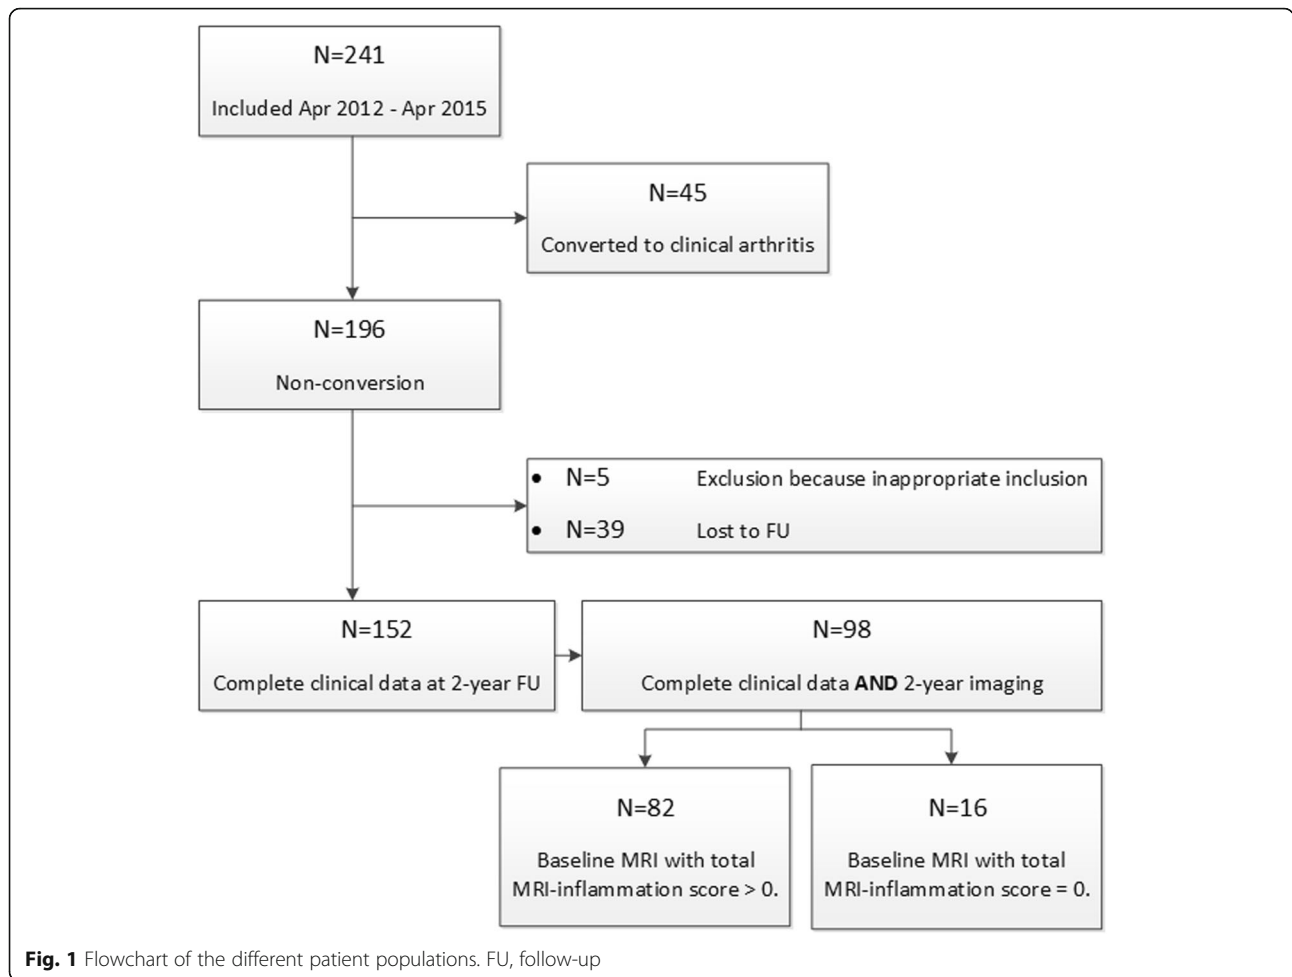 N=241
Included Apr 2012 - Apr 2015
N=45
Converted to clinical arthritis
N=196
Non-conversion
• N=5 Exclusion because inappropriate inclusion
• N=39 Lost to FU
N=152
Complete clinical data at 2-year FU
N=98
Complete clinical data AND 2-year imaging
N=82
Baseline MRI with total
MRI-inflammation score > 0.
N=16
Baseline MRI with total
MRI-inflammation score = 0.
Fig. 1 Flowchart of the different patient populations. FU, follow-up